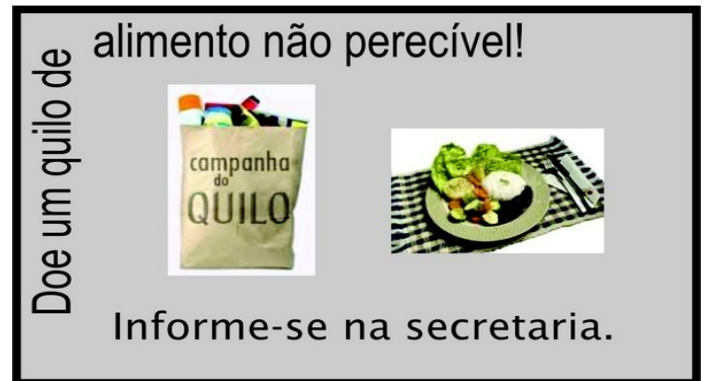 Doe um quilo de
alimento não perecível!
campanha
do
QUILO
Informe-se na secretaria.